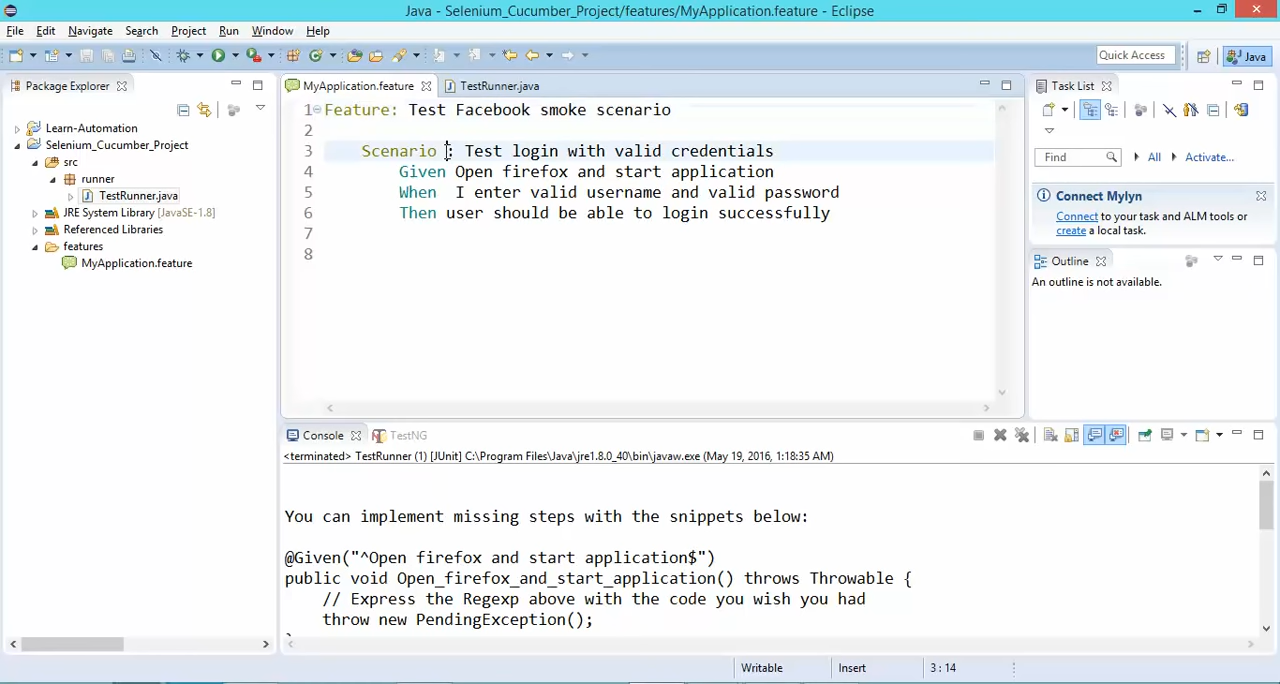 Java - Selenium_Cucumber_Project/features/MyApplication.feature - Eclipse
File Edit Navigate Search Project Run Window Help
Quick Access
Java
Package Explorer
MyApplication.feature
TestRunner.java
Task List
Learn-Automation
Selenium_Cucumber_Project
src
runner
TestRunner.java
JRE System Library [JavaSE-1.8]
Referenced Libraries
features
MyApplication.feature
1 Feature: Test Facebook smoke scenario
2
3 Scenario : Test login with valid credentials
4 Given Open firefox and start application
5 When I enter valid username and valid password
6 Then user should be able to login successfully
7
8
Find
All
Activate...
Connect Mylyn
Connect to your task and ALM tools or
create a local task.
Outline
An outline is not available.
Console
TestNG
<terminated> TestRunner (1) [JUnit] C:\Program Files\Java\jre1.8.0_40\bin\javaw.exe (May 19, 2016, 1:18:35 AM)
You can implement missing steps with the snippets below:
@Given("^Open firefox and start application$")
public void Open_firefox_and_start_application() throws Throwable {
// Express the Regexp above with the code you wish you had
throw new PendingException();
}
Writable
Insert
3 : 14